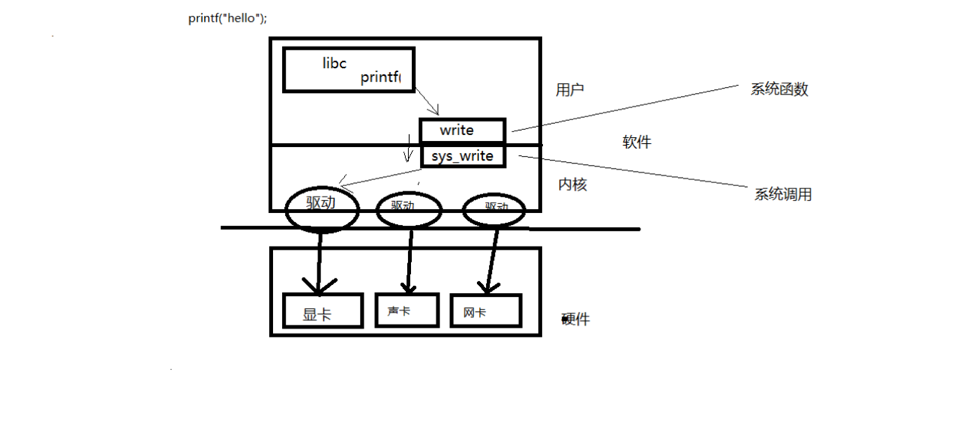 printf("hello");
libc
printf(
用户
系统函数
write
软件
sys_write
内核
系统调用
驱动
驱动
驱动
显卡
声卡
网卡
硬件